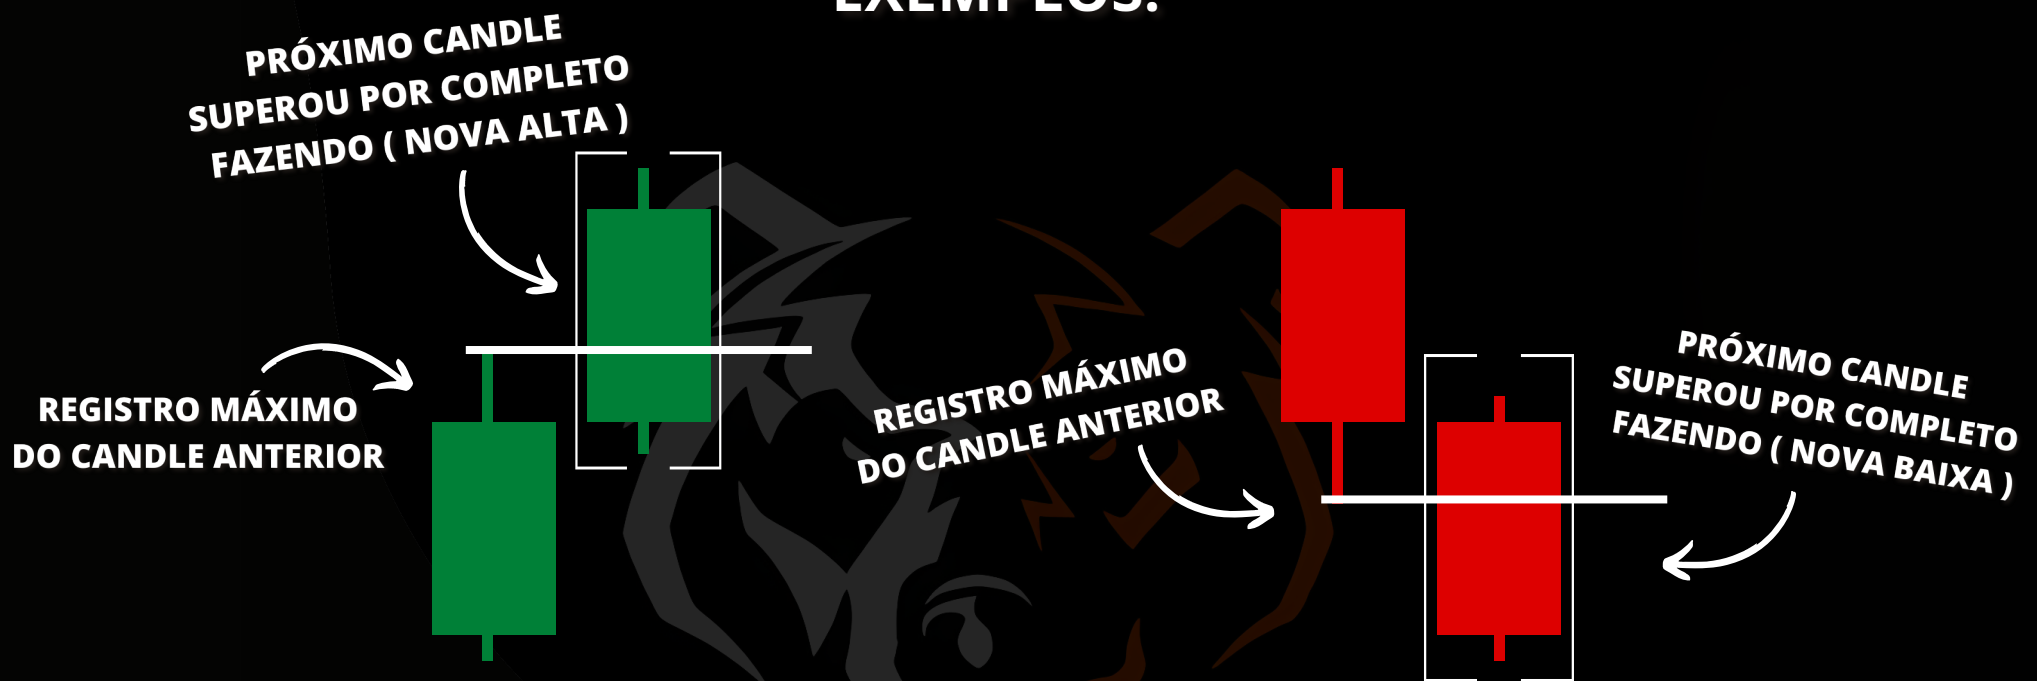 EXEMPLOS:
PRÓXIMO CANDLE
SUPEROU POR COMPLETO
FAZENDO ( NOVA ALTA )
REGISTRO MÁXIMO
DO CANDLE ANTERIOR
REGISTRO MÁXIMO
DO CANDLE ANTERIOR
PRÓXIMO CANDLE
SUPEROU POR COMPLETO
FAZENDO ( NOVA BAIXA )